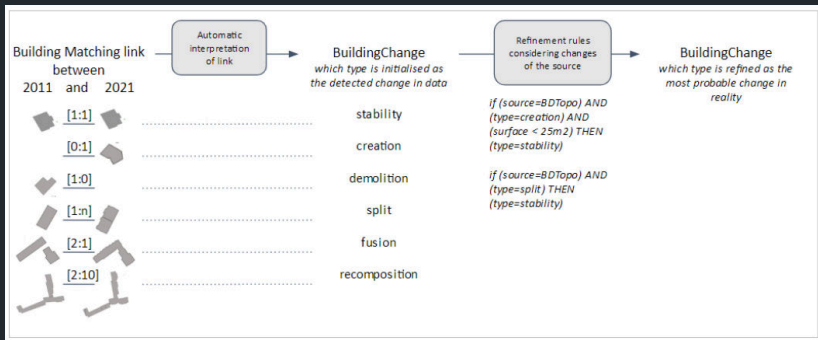 Building Matching link
between
2011 and 2021
Automatic
interpretation
of link
BuildingChange
which type is initialised as
the detected change in data
Refinement rules
considering changes
of the source
BuildingChange
which type is refined as the
most probable change in
reality
[1:1] stability
[0:1] creation
[1:0] demolition
[1:n] split
[2:1] fusion
[2:10] recomposition
if (source=BDTopo) AND
(type=creation) AND
(surface < 25m2) THEN
(type=stability)
if (source=BDTopo) AND
(type=split) THEN
(type=stability)